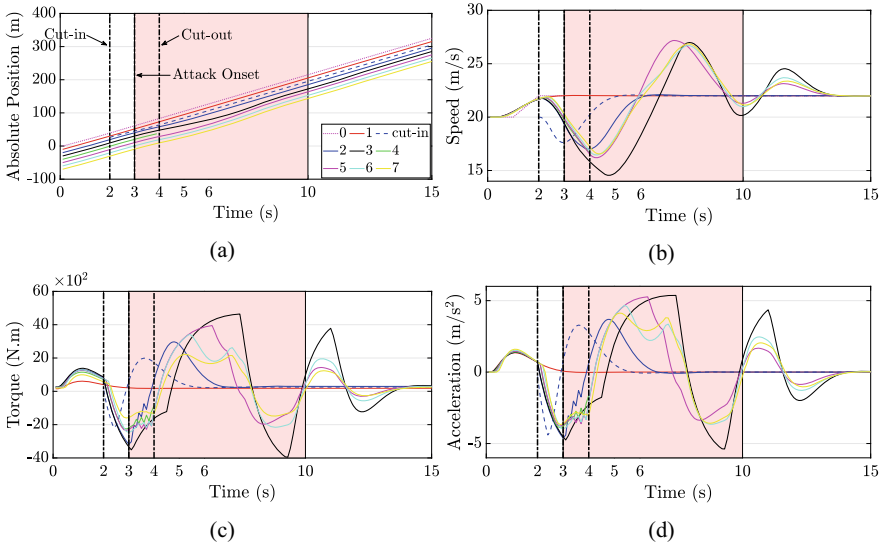 400
300
200
100
0
-100
Absolute Position (m)
Cut-in
Cut-out
Attack Onset
0 1 cut-in
2 3 4
5 6 7
0 2 3 4 5 6 10 15
Time (s)
(a)
30
25
20
15
Speed (m/s)
0 2 3 4 6 10 15
Time (s)
(b)
×10²
60
40
20
0
-20
-40
Torque (N.m)
0 2 3 4 5 6 10 15
Time (s)
(c)
5
0
-5
Acceleration (m/s²)
0 2 3 4 5 6 10 15
Time (s)
(d)